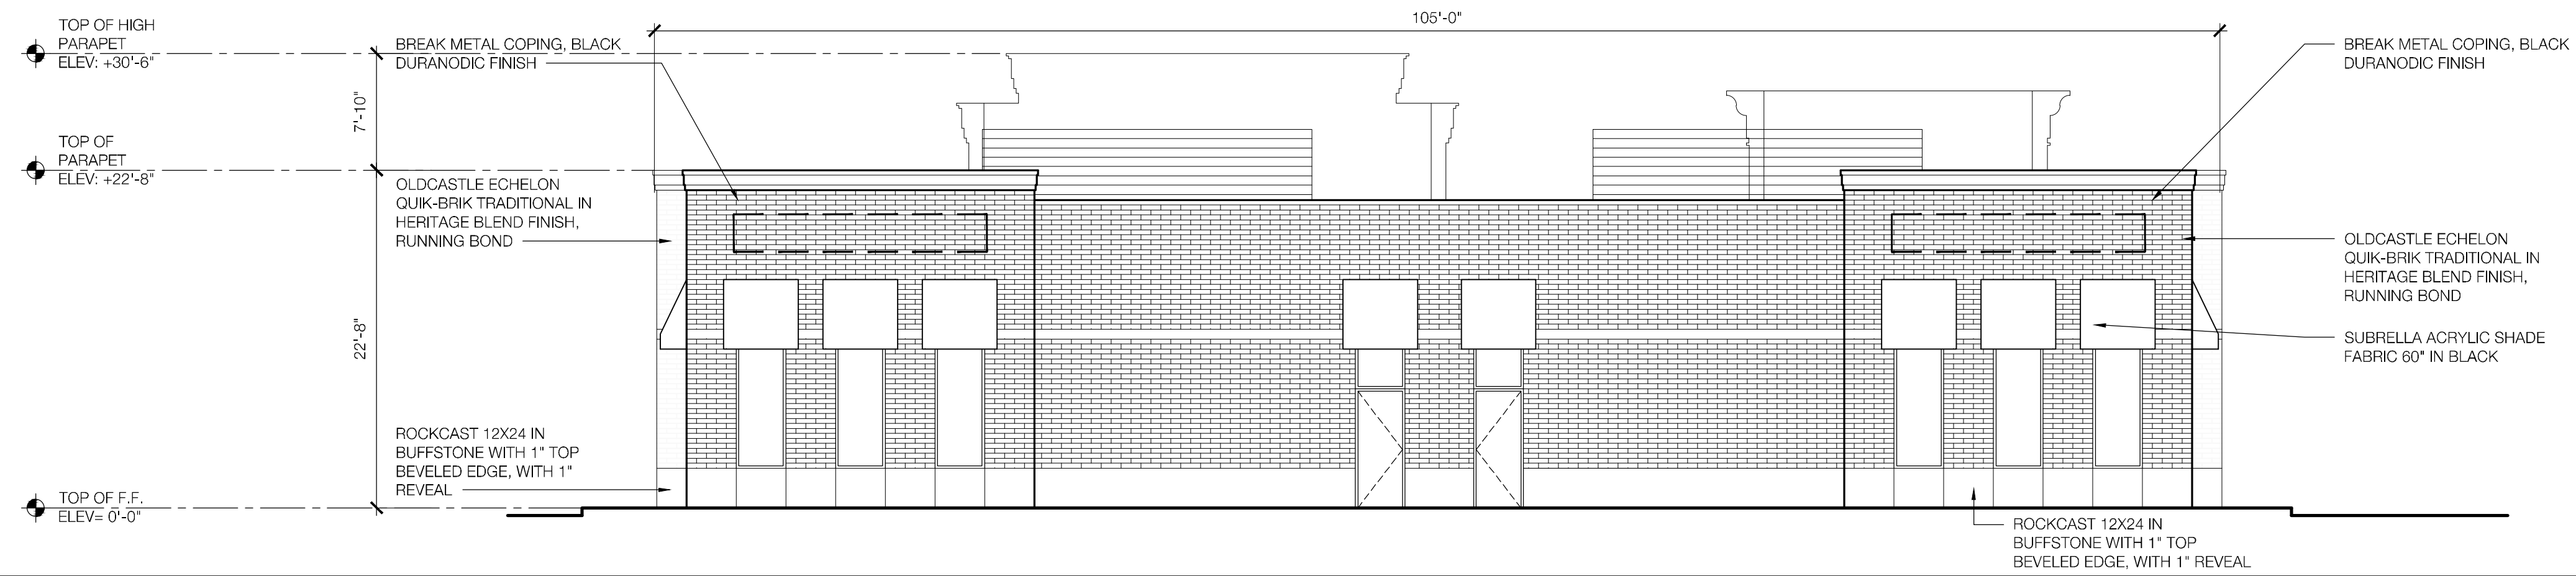 105'-0"
TOP OF HIGH
PARAPET
ELEV: +30'-6"
7'-10"
TOP OF
PARAPET
ELEV: +22'-8"
22'-8"
TOP OF F.F.
ELEV= 0'-0"
BREAK METAL COPING, BLACK
DURANODIC FINISH
OLDCASTLE ECHELON
QUIK-BRIK TRADITIONAL IN
HERITAGE BLEND FINISH,
RUNNING BOND
ROCKCAST 12X24 IN
BUFFSTONE WITH 1" TOP
BEVELED EDGE, WITH 1"
REVEAL
BREAK METAL COPING, BLACK
DURANODIC FINISH
OLDCASTLE ECHELON
QUIK-BRIK TRADITIONAL IN
HERITAGE BLEND FINISH,
RUNNING BOND
SUBRELLA ACRYLIC SHADE
FABRIC 60" IN BLACK
ROCKCAST 12X24 IN
BUFFSTONE WITH 1" TOP
BEVELED EDGE, WITH 1" REVEAL